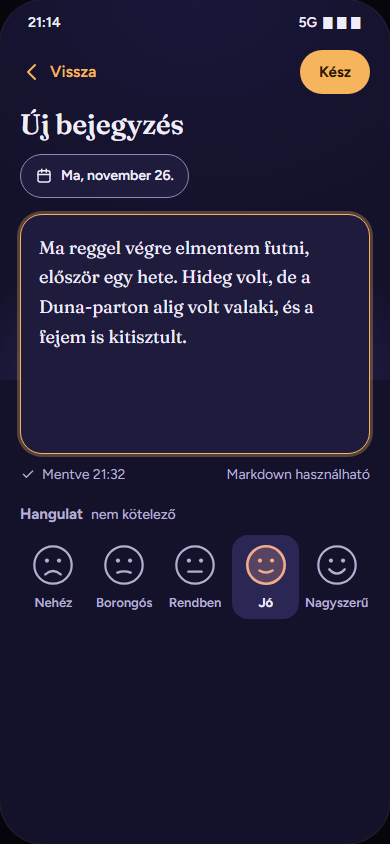 21:14 5G
Vissza Kész
Új bejegyzés
Ma, november 26.
Ma reggel végre elmentem futni,
először egy hete. Hideg volt, de a
Duna-parton alig volt valaki, és a
fejem is kitisztult.
Mentve 21:32 Markdown használható
Hangulat nem kötelező
Nehéz Borongós Rendben Jó Nagyszerű